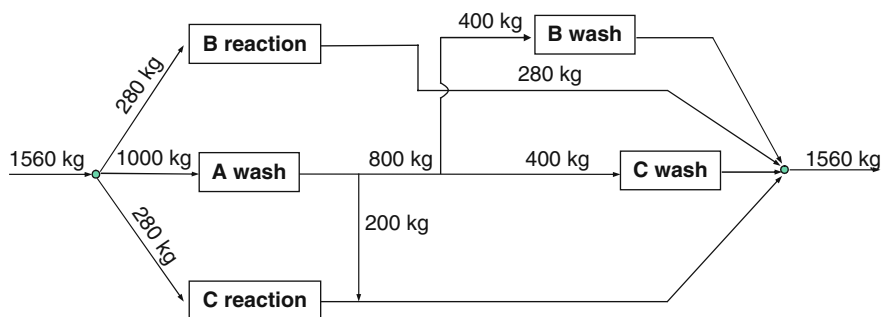 400 kg
B wash
B reaction
280 kg
280 kg
1560 kg
1000 kg
A wash
800 kg
400 kg
C wash
1560 kg
280 kg
200 kg
C reaction